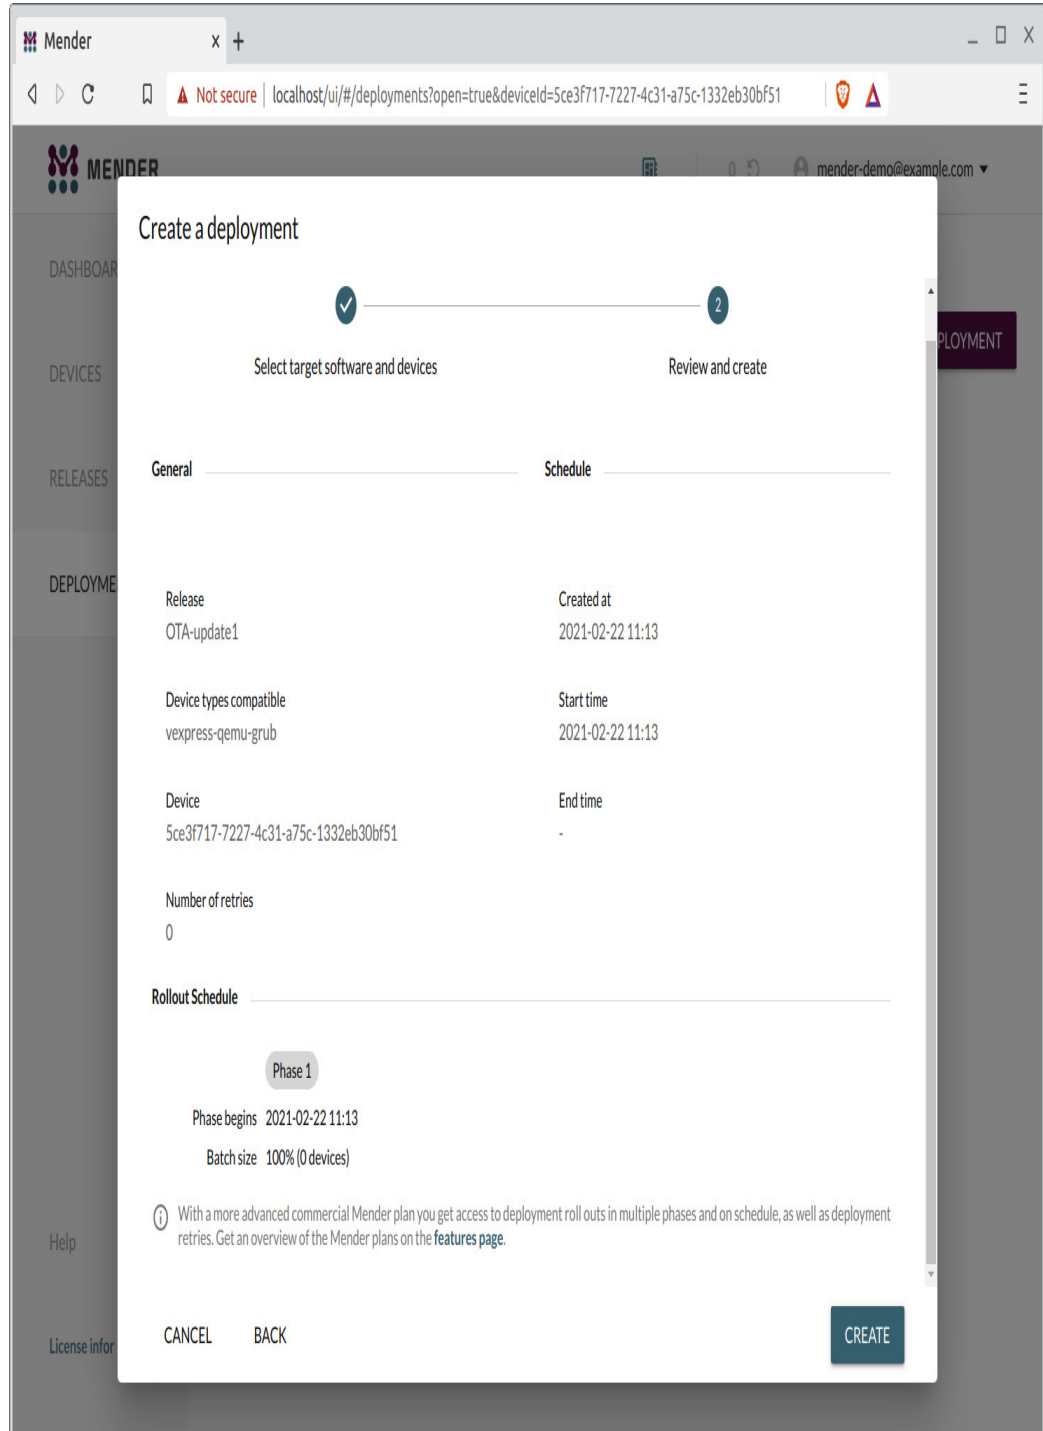 Mender
Not secure | localhost/ui/#/deployments?open=true&deviceId=5ce3f717-7227-4c31-a75c-1332eb30bf51
MENDER
0 mender-demo@example.com
Create a deployment
DASHBOAR
2
PLOYMENT
Select target software and devices Review and create
DEVICES
General Schedule
RELEASES
DEPLOYME
Release Created at
OTA-update1 2021-02-22 11:13
Device types compatible Start time
vexpress-qemu-grub 2021-02-22 11:13
Device End time
5ce3f717-7227-4c31-a75c-1332eb30bf51 -
Number of retries
0
Rollout Schedule
Phase 1
Phase begins 2021-02-22 11:13
Batch size 100% (0 devices)
With a more advanced commercial Mender plan you get access to deployment roll outs in multiple phases and on schedule, as well as deployment
retries. Get an overview of the Mender plans on the features page.
Help
CANCEL BACK CREATE
License infor